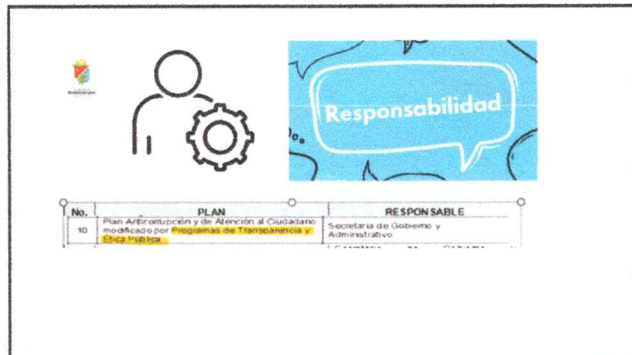 Responsabilidad
No. PLAN RESPONSABLE
10 Plan Anticorrupción y de Atención al Ciudadano
modificado por Programas de Transparencia y
Ética Pública
Secretaria de Gobierno y
Administrativo